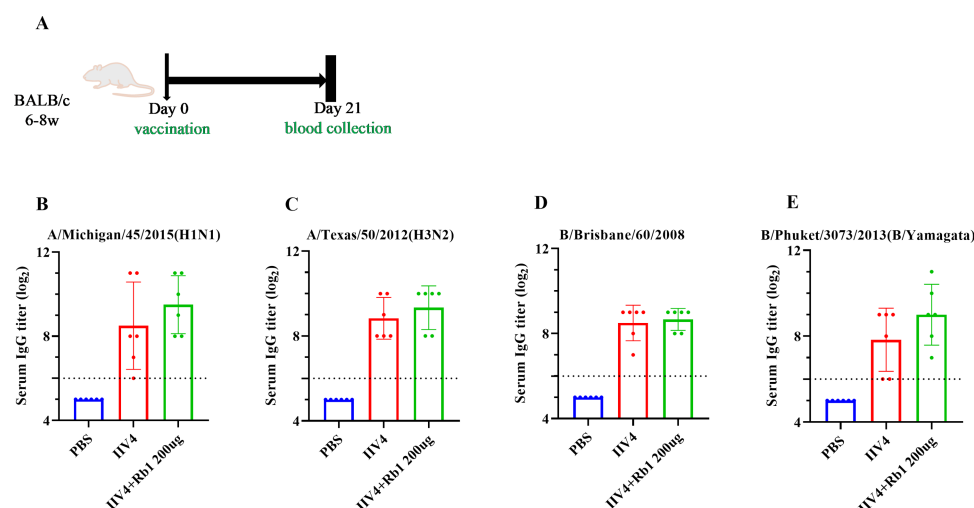 A
BALB/c
6-8w
Day 0
vaccination
Day 21
blood collection
B
A/Michigan/45/2015(H1N1)
Serum IgG titer (log2)
12
8
4
PBS
IIV4
IIV4+Rb1 200ug
C
A/Texas/50/2012(H3N2)
Serum IgG titer (log2)
12
8
4
PBS
IIV4
IIV4+Rb1 200ug
D
B/Brisbane/60/2008
Serum IgG titer (log2)
12
8
4
PBS
IIV4
IIV4+Rb1 200ug
E
B/Phuket/3073/2013(B/Yamagata)
Serum IgG titer (log2)
12
8
4
PBS
IIV4
IIV4+Rb1 200ug